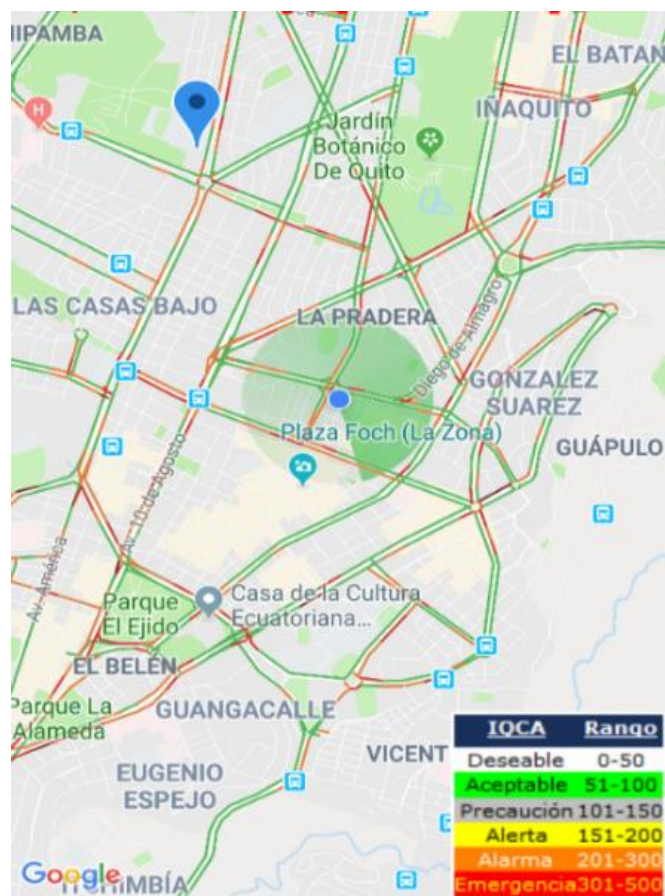 IPAMBA
EL BATAN
IÑAQUITO
H
Jardín
Botánico
De Quito
LAS CASAS BAJO
LA PRADERA
Diego de Almagro
GONZALEZ
SUAREZ
Plaza Foch (La Zona)
GUÁPULO
Av. 10 de Agosto
Av. América
Parque
El Ejido
Casa de la Cultura
Ecuatoriana...
EL BELÉN
Parque La
Alameda
GUANGACALLE
VICENT
EUGENIO
ESPEJO
IQCA Rango
Deseable 0-50
Aceptable 51-100
Precaución 101-150
Alerta 151-200
Alarma 201-300
Emergencia 301-500
Google
ITCHIMBÍA